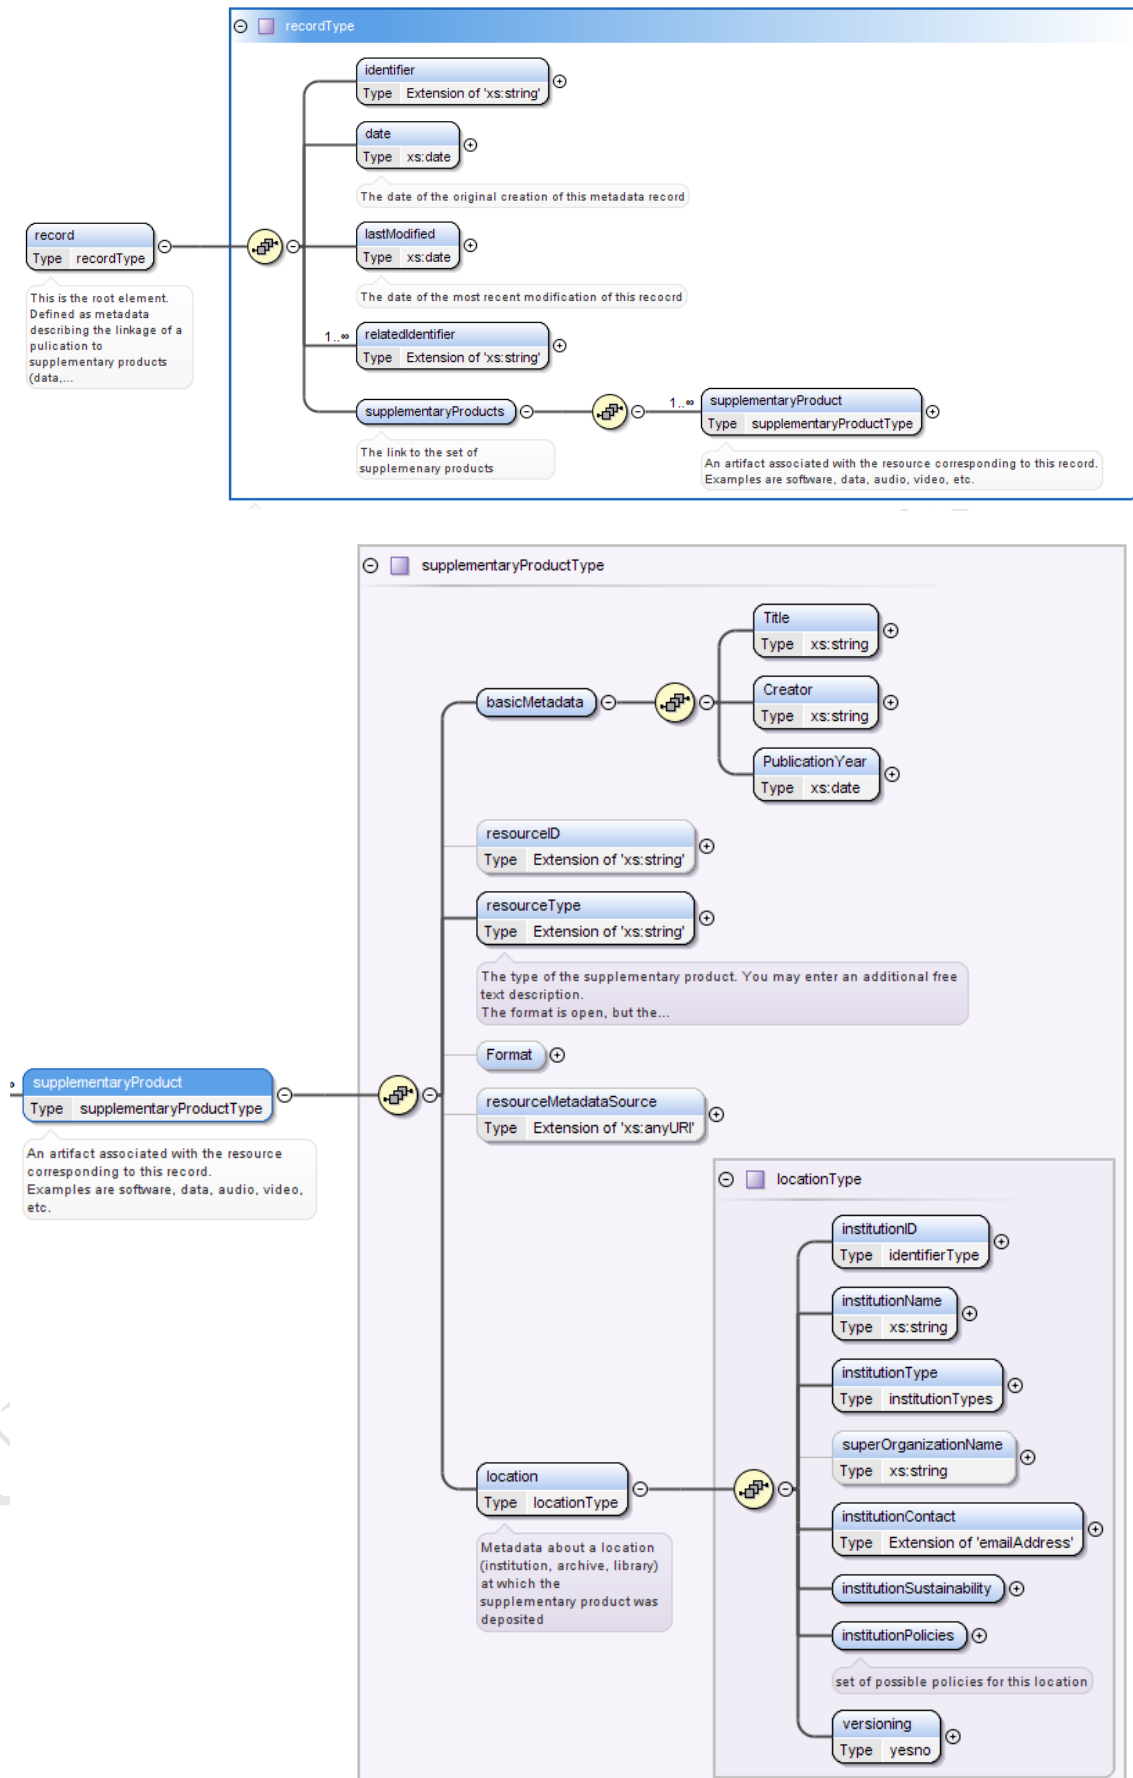 recordType
identifier
Type Extension of 'xs:string'
date
Type xs:date
The date of the original creation of this metadata record
record
Type recordType
This is the root element.
Defined as metadata
describing the linkage of a
pulication to
supplementary products
(data,...
lastModified
Type xs:date
The date of the most recent modification of this recocrd
1..∞
relatedIdentifier
Type Extension of 'xs:string'
supplementaryProducts
The link to the set of
supplemenary products
1..∞
supplementaryProduct
Type supplementaryProductType
An artifact associated with the resource corresponding to this record.
Examples are software, data, audio, video, etc.
supplementaryProductType
Title
Type xs:string
basicMetadata
Creator
Type xs:string
PublicationYear
Type xs:date
resourceID
Type Extension of 'xs:string'
resourceType
Type Extension of 'xs:string'
The type of the supplementary product. You may enter an additional free
text description.
The format is open, but the...
Format
supplementaryProduct
Type supplementaryProductType
An artifact associated with the resource
corresponding to this record.
Examples are software, data, audio, video,
etc.
resourceMetadataSource
Type Extension of 'xs:anyURI'
locationType
institutionID
Type identifierType
institutionName
Type xs:string
institutionType
Type institutionTypes
superOrganizationName
Type xs:string
location
Type locationType
Metadata about a location
(institution, archive, library)
at which the
supplementary product was
deposited
institutionContact
Type Extension of 'emailAddress'
institutionSustainability
institutionPolicies
set of possible policies for this location
versioning
Type yesno